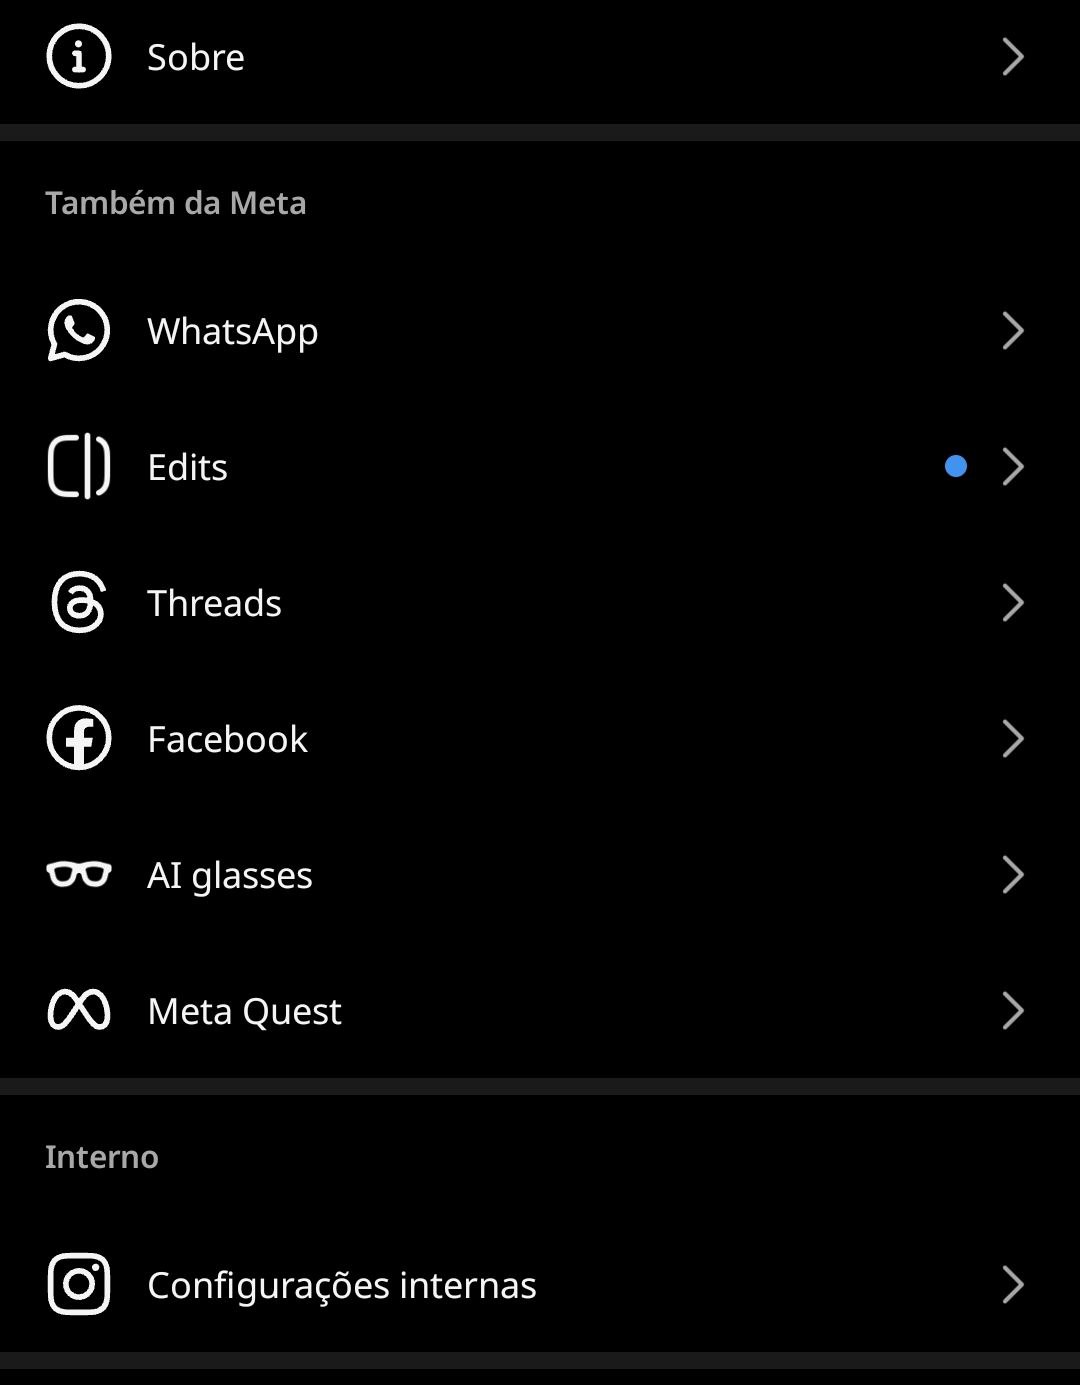 Sobre
Também da Meta
WhatsApp
Edits
Threads
Facebook
AI glasses
Meta Quest
Interno
Configurações internas